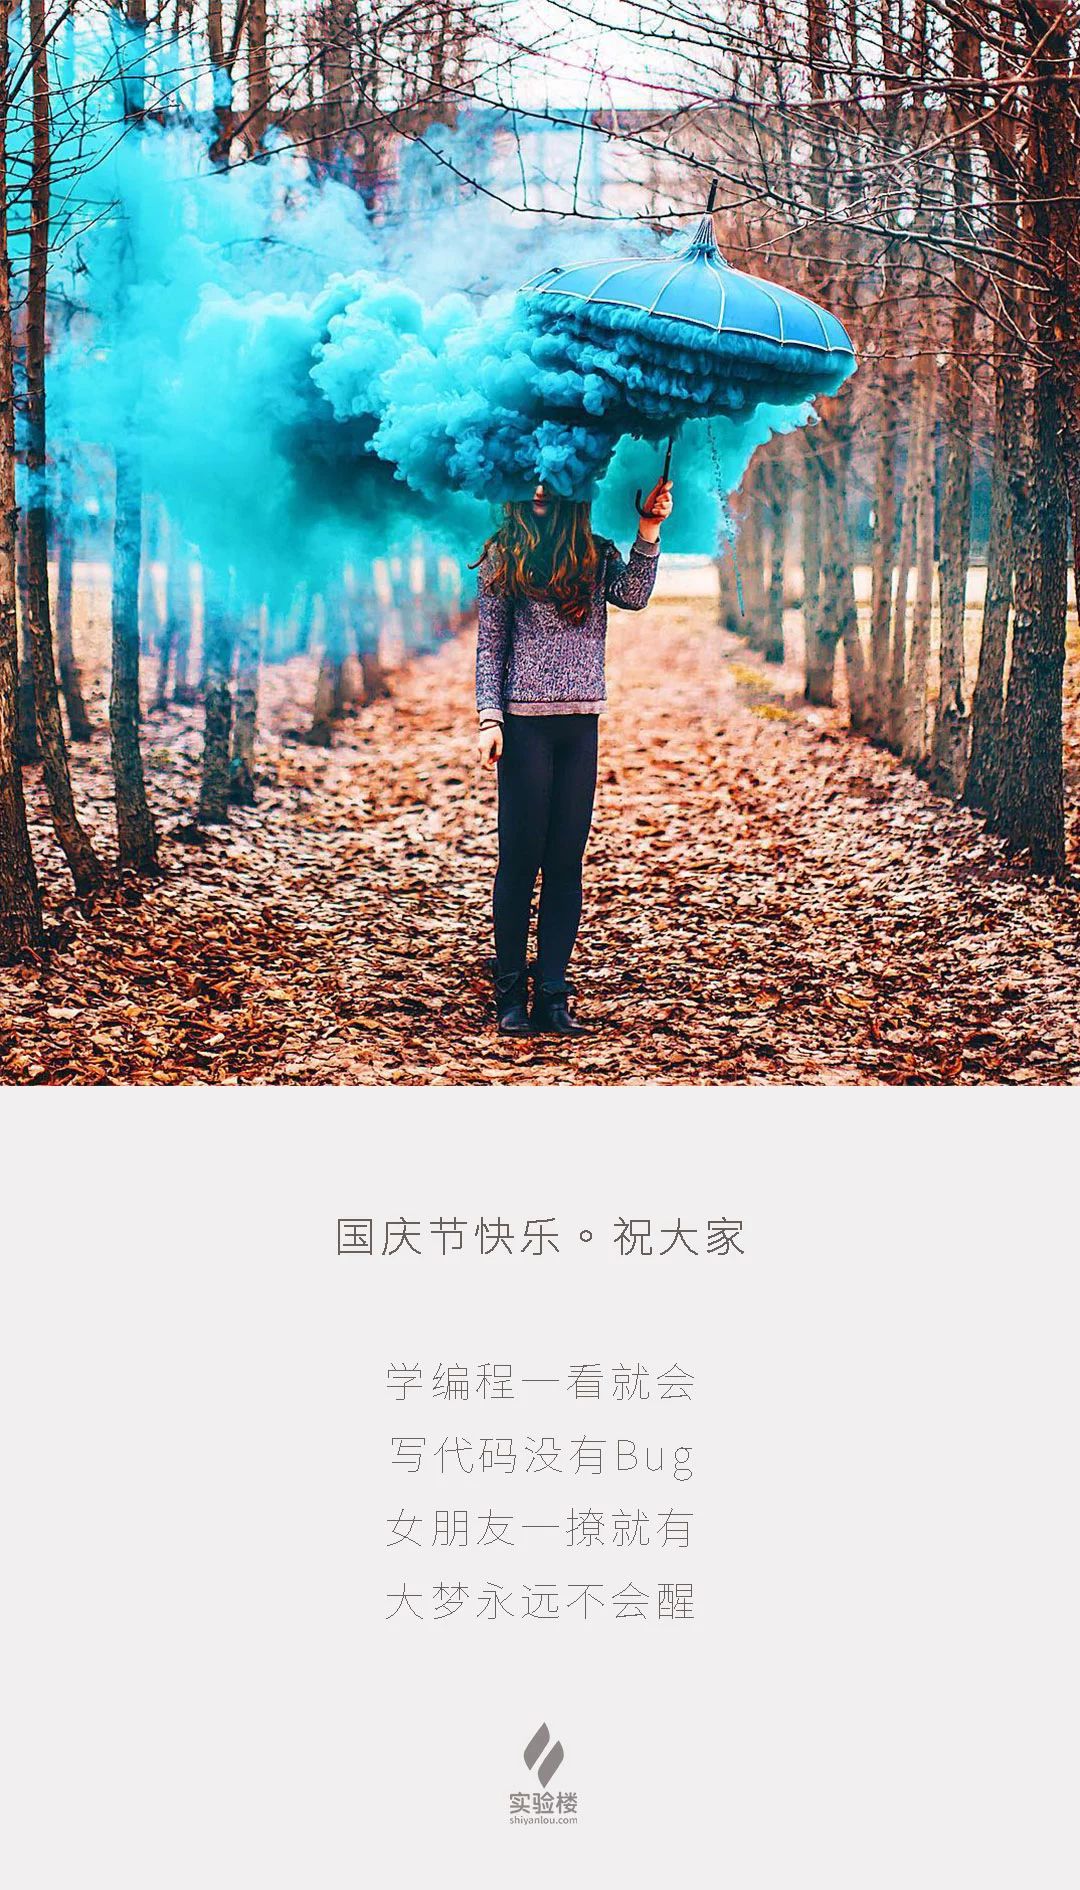 国庆节快乐。祝大家
学编程一看就会
写代码没有Bug
女朋友一撩就有
大梦永远不会醒
实验楼
shiyanlou.com